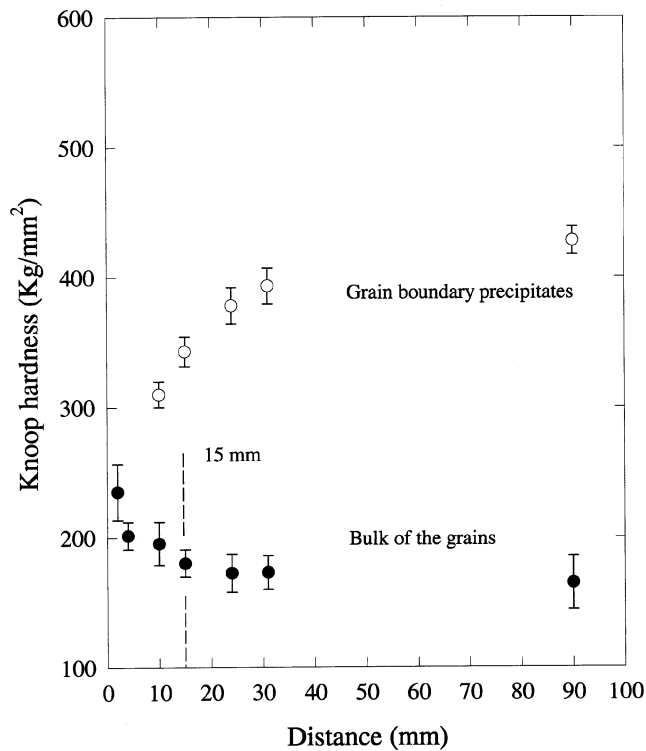 600
500
400
300
200
100
Knoop hardness (Kg/mm²)
Grain boundary precipitates
15 mm
Bulk of the grains
0 10 20 30 40 50 60 70 80 90 100
Distance (mm)